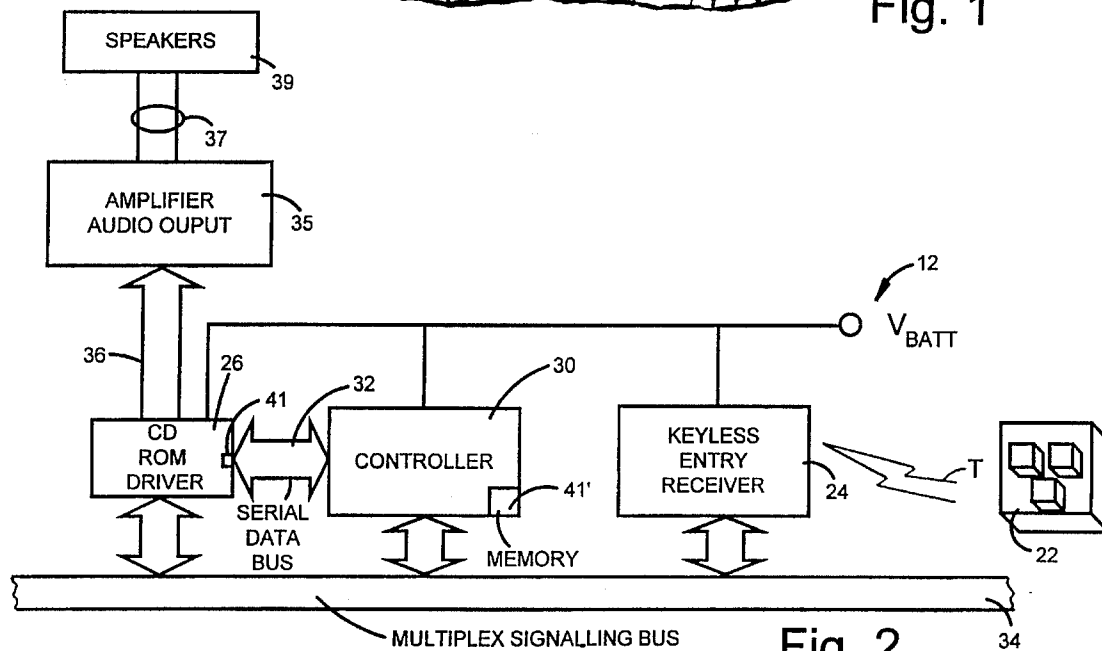 Fig. 1
SPEAKERS
39
37
AMPLIFIER
AUDIO OUPUT
35
12
V BATT
36
26
41
32
30
CD
ROM
DRIVER
CONTROLLER
KEYLESS
ENTRY
RECEIVER
T
24
41'
SERIAL
DATA
BUS
MEMORY
22
MULTIPLEX SIGNALLING BUS
34
Fig. 2